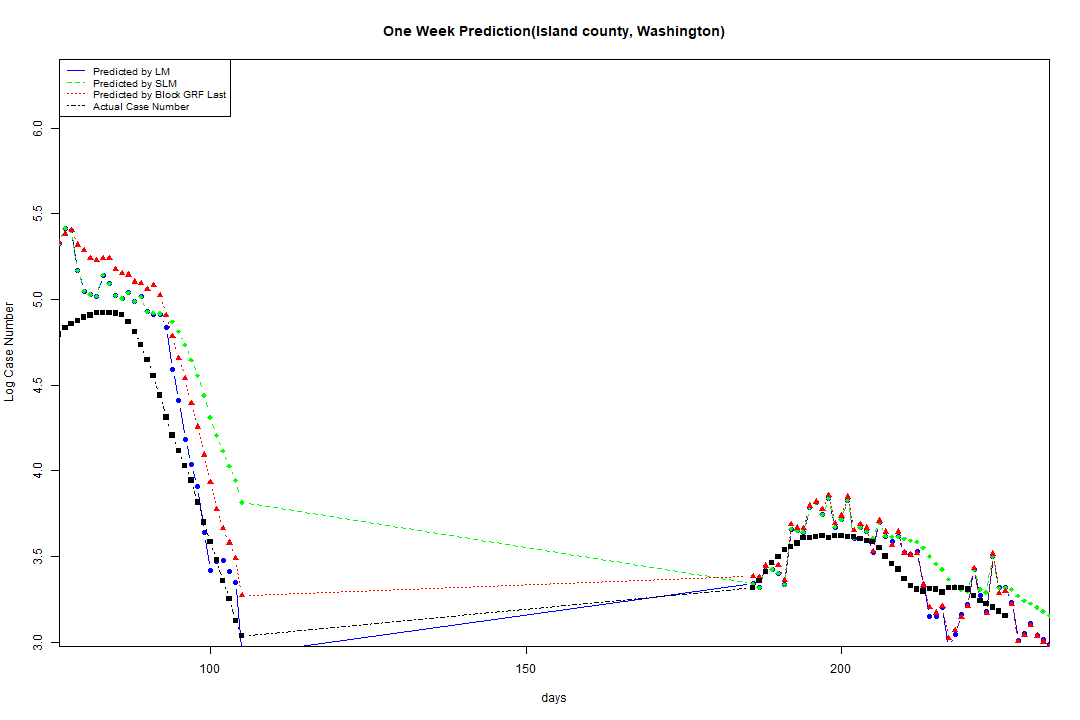 One Week Prediction(Island county, Washington)
Predicted by LM
Predicted by SLM
Predicted by Block GRF Last
Actual Case Number
6.0
5.5
5.0
4.5
4.0
3.5
3.0
Log Case Number
100
150
200
days